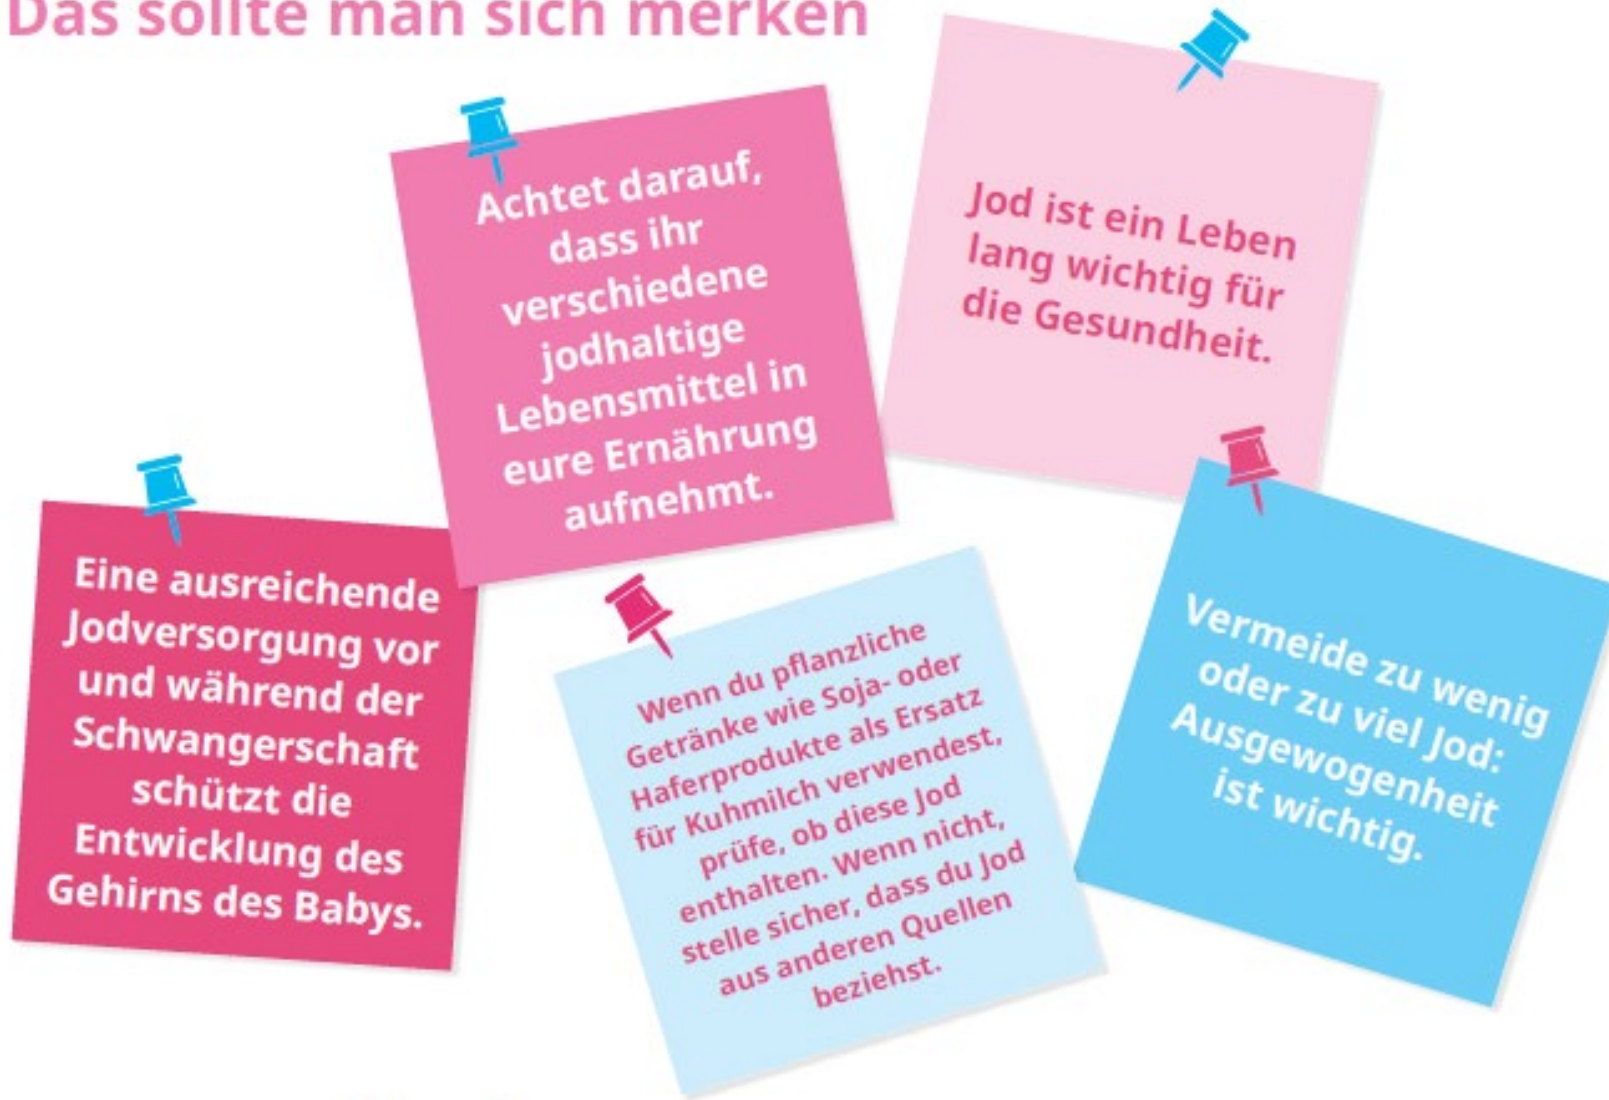 Das sollte man sich merken
Achtet darauf,
dass ihr
verschiedene
jodhaltige
Lebensmittel in
eure Ernährung
aufnehmt.
Jod ist ein Leben
lang wichtig für
die Gesundheit.
Eine ausreichende
Jodversorgung vor
und während der
Schwangerschaft
schützt die
Entwicklung des
Gehirns des Babys.
Wenn du pflanzliche
Getränke wie Soja- oder
Haferprodukte als Ersatz
für Kuhmilch verwendest,
prüfe, ob diese Jod
enthalten. Wenn nicht,
stelle sicher, dass du Jod
aus anderen Quellen
beziehst.
Vermeide zu wenig
oder zu viel Jod:
Ausgewogenheit
ist wichtig.